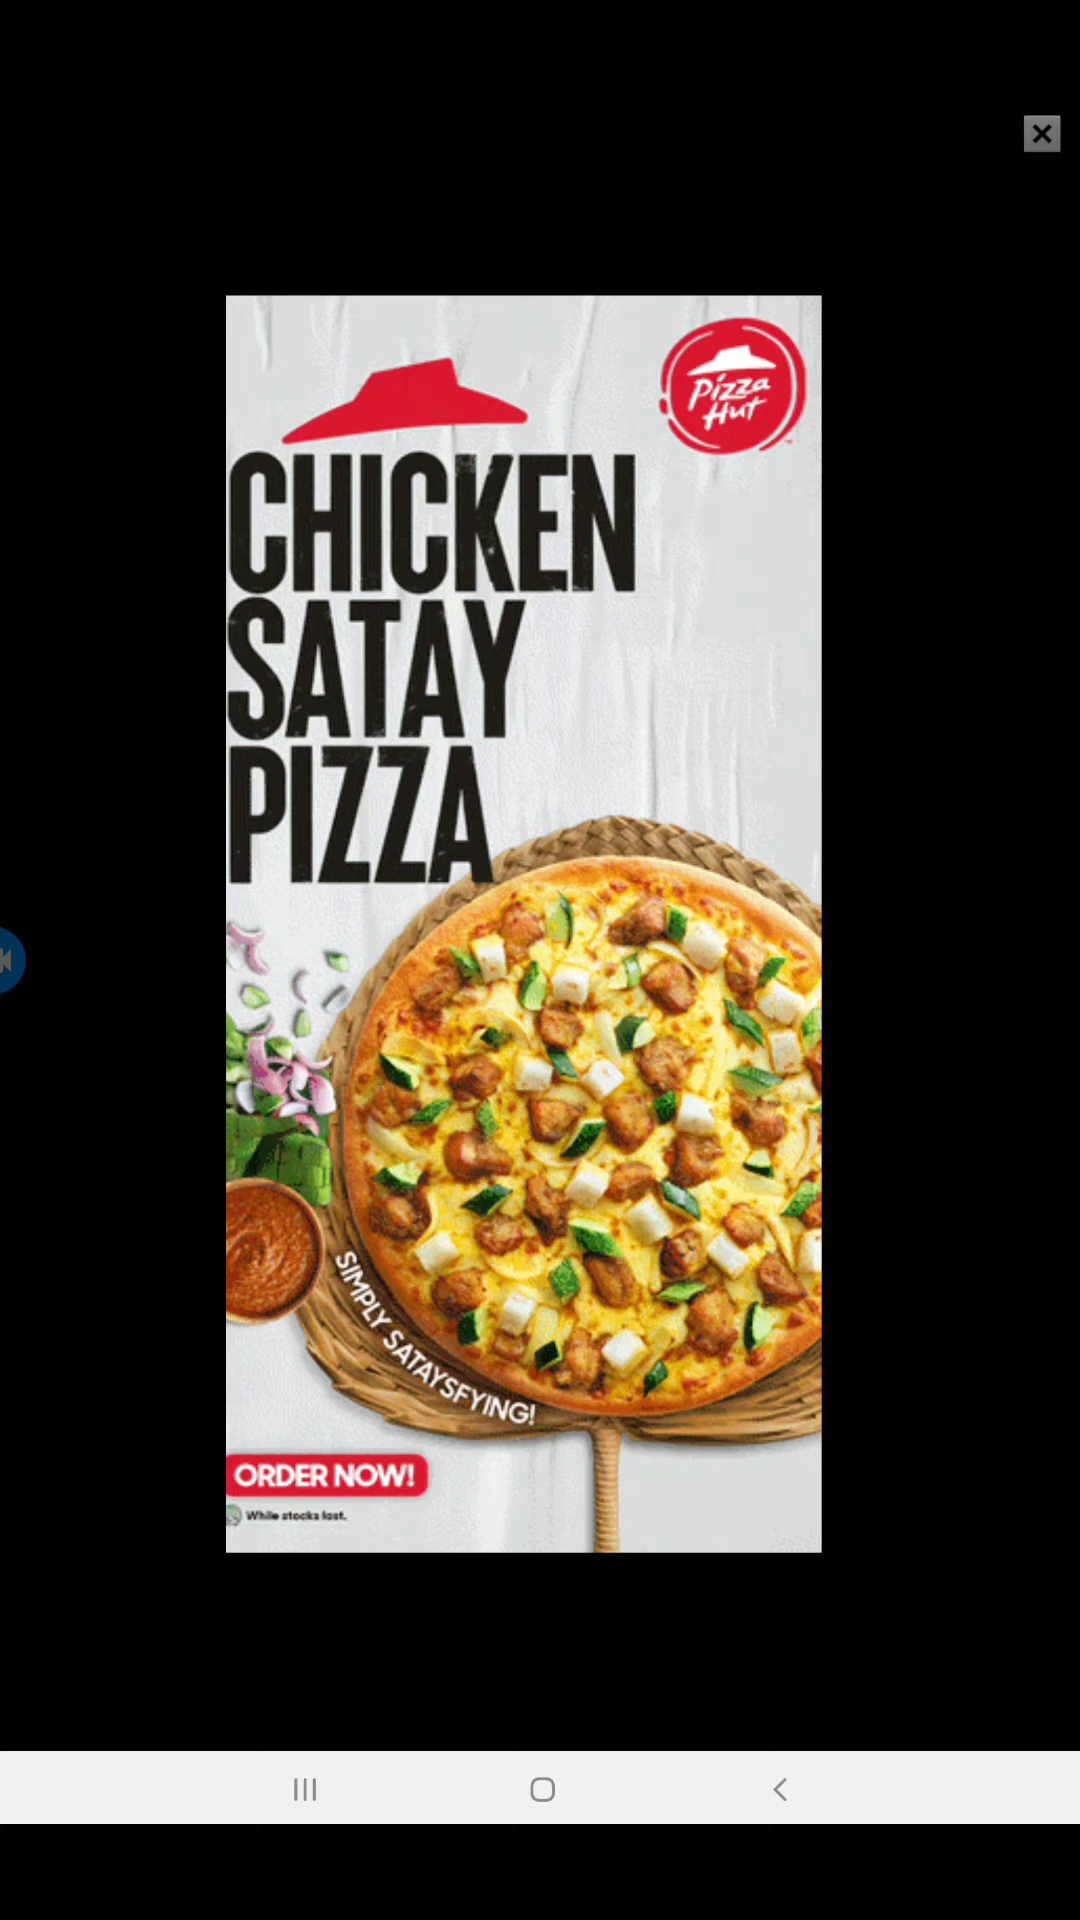 Pizza
Hut
CHICKEN
SATAY
PIZZA
SIMPLY SATAYSFYING!
ORDER NOW!
While stocks last.